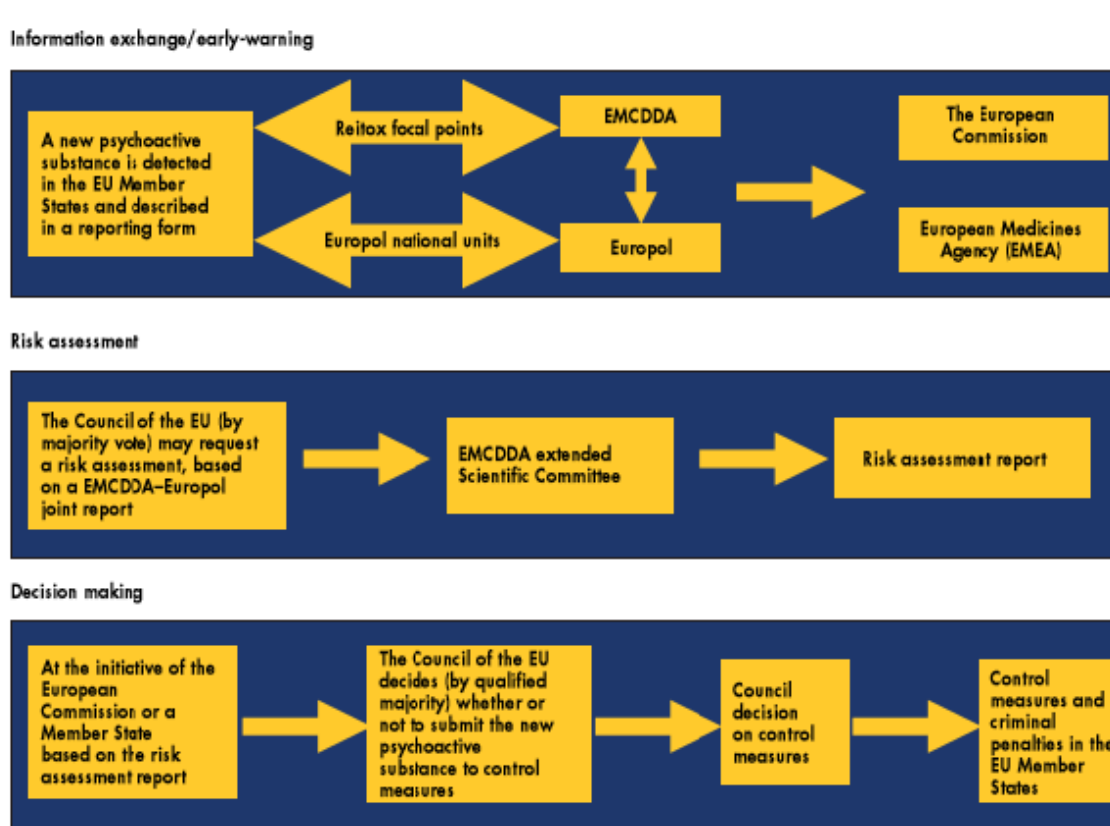 Information exchange/early-warning
A new psychoactive
substance is detected
in the EU Member
States and described
in a reporting form
Reitox focal points
Europol national units
EMCDDA
Europol
The European
Commission
European Medicines
Agency (EMEA)
Risk assessment
The Council of the EU (by
majority vote) may request
a risk assessment, based
on a EMCDDA–Europol
joint report
EMCDDA extended
Scientific Committee
Risk assessment report
Decision making
At the initiative of the
European
Commission or a
Member State
based on the risk
assessment report
The Council of the EU
decides (by qualified
majority) whether or
not to submit the new
psychoactive
substance to control
measures
Council
decision
on control
measures
Control
measures and
criminal
penalties in the
EU Member
States